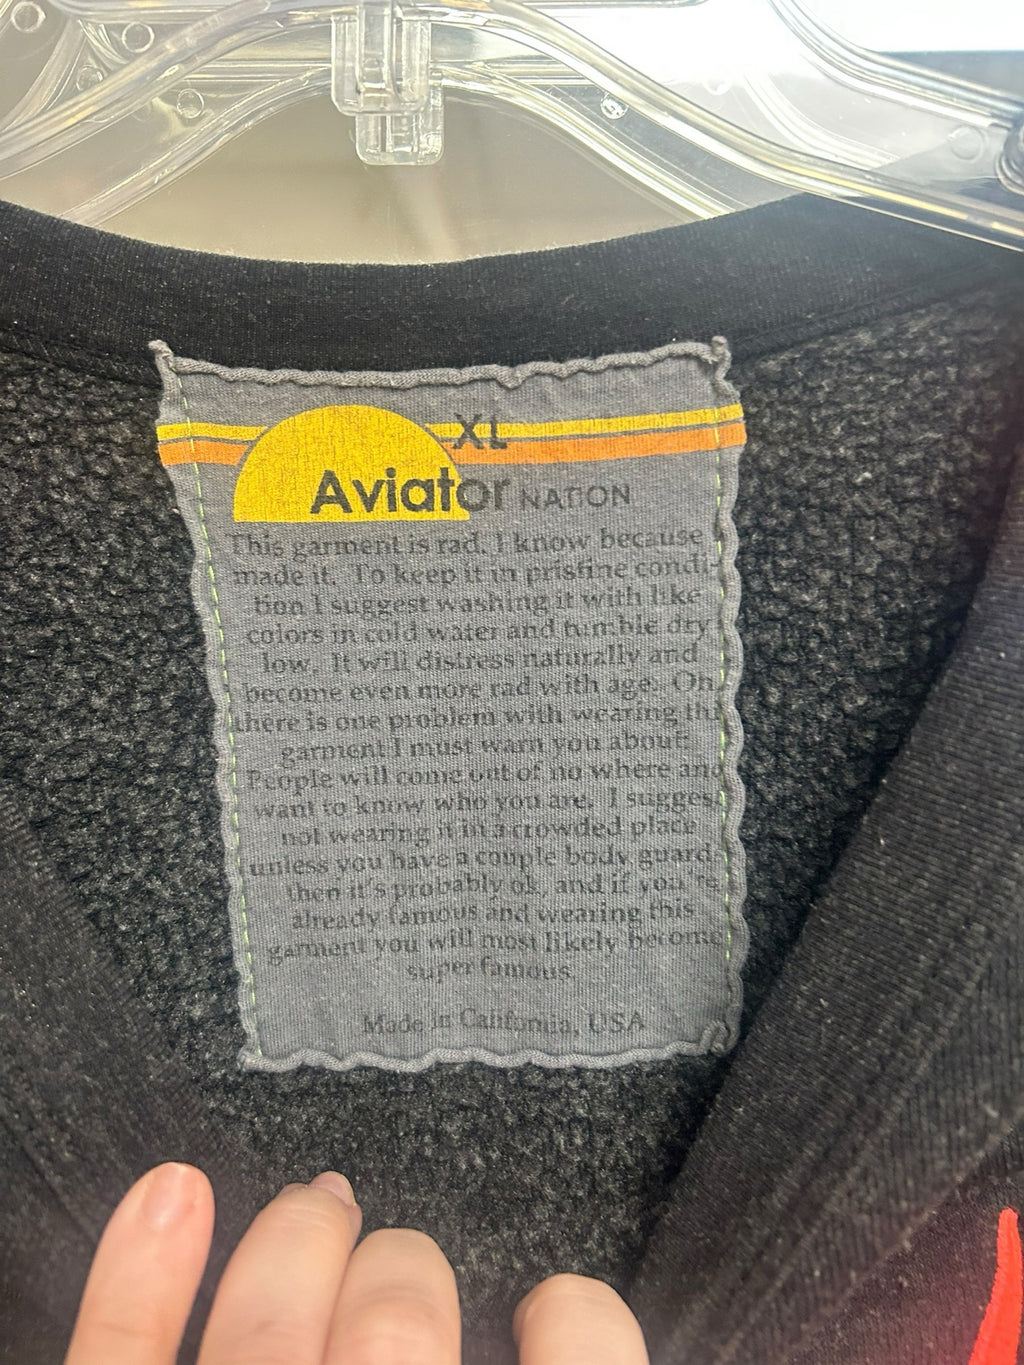 XL
Aviator NATION
This garment is rad. I know because I
made it. To keep it in pristine condi-
tion I suggest washing it with like
colors in cold water and tumble dry
low. It will distress naturally and
become even more rad with age. Oh,
there is one problem with wearing this
garment I must warn you about:
People will come out of no where and
want to know who you are. I suggest
not wearing it in a crowded place
unless you have a couple body guards
then it's probably ok, and if you're
already famous and wearing this
garment you will most likely become
super famous.
Made in California, USA